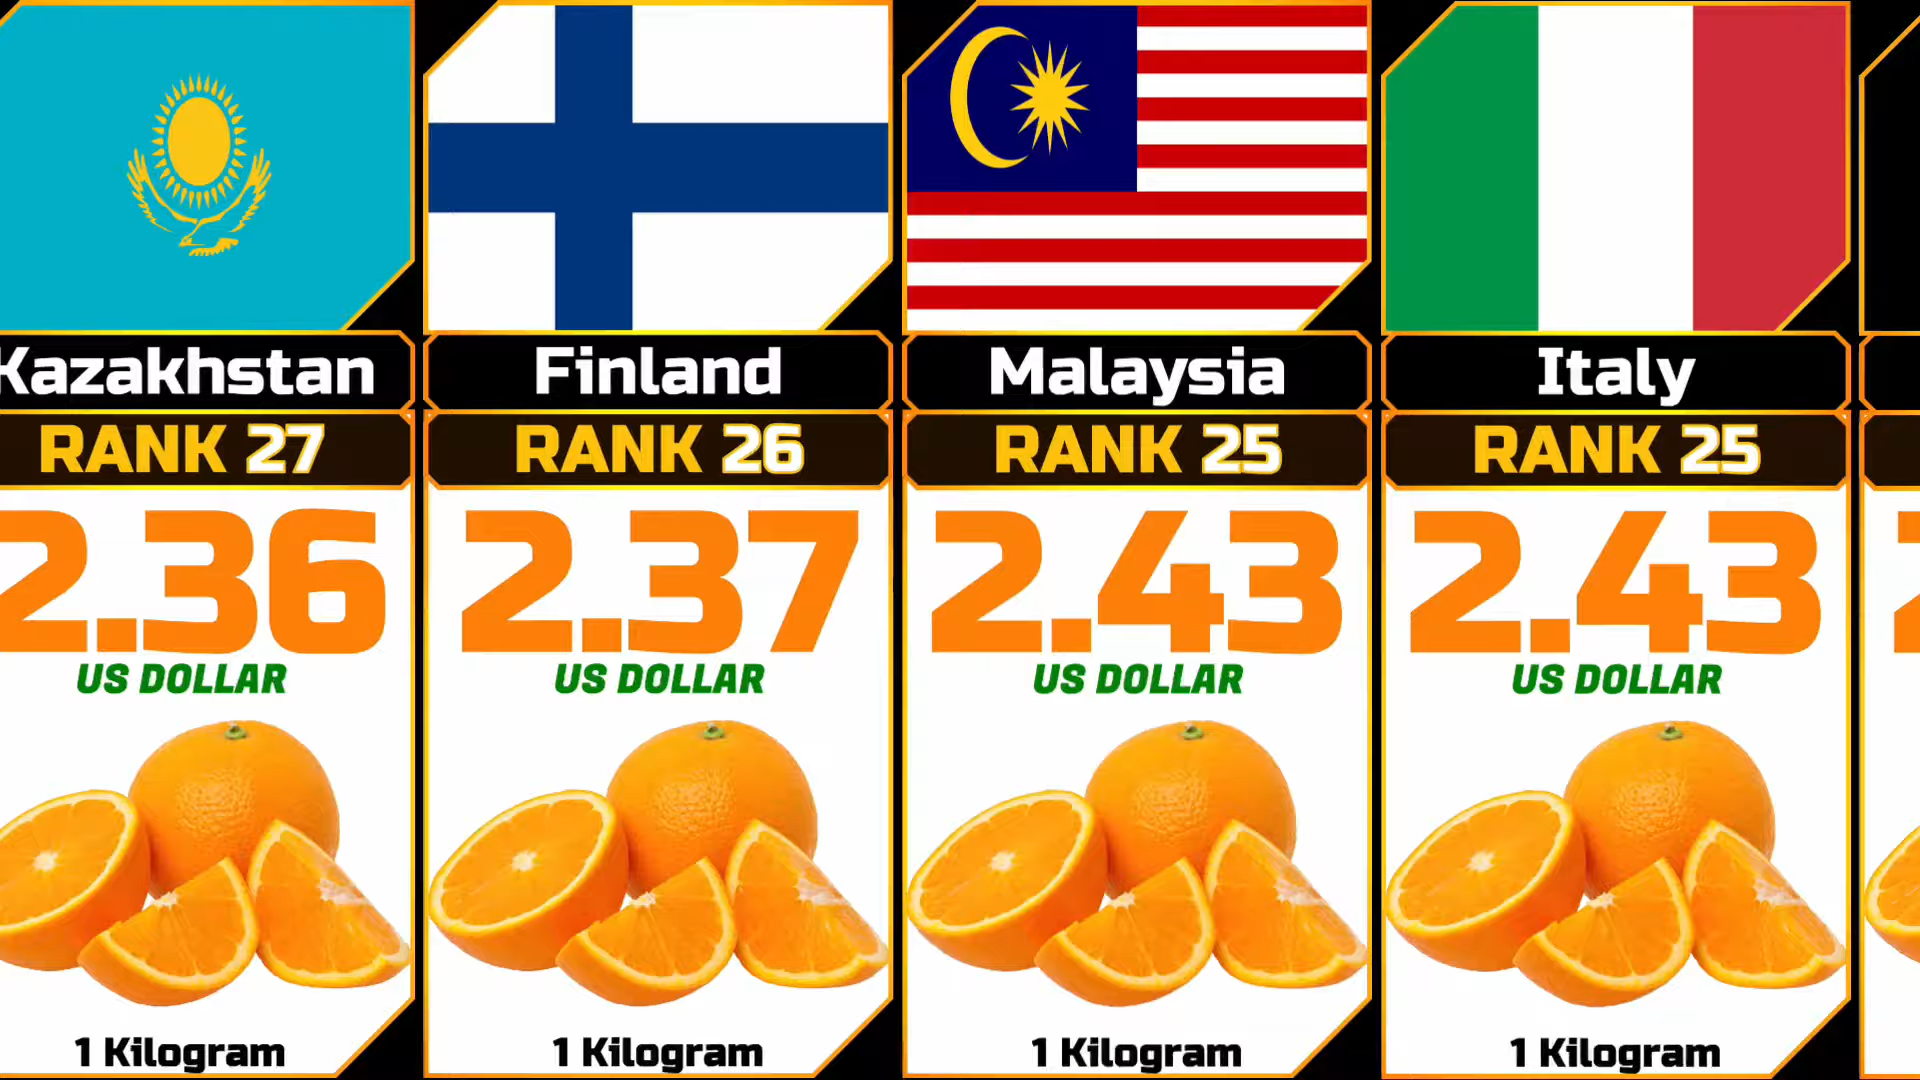 Kazakhstan
RANK 27
2.36
US DOLLAR
1 Kilogram
Finland
RANK 26
2.37
US DOLLAR
1 Kilogram
Malaysia
RANK 25
2.43
US DOLLAR
1 Kilogram
Italy
RANK 25
2.43
US DOLLAR
1 Kilogram